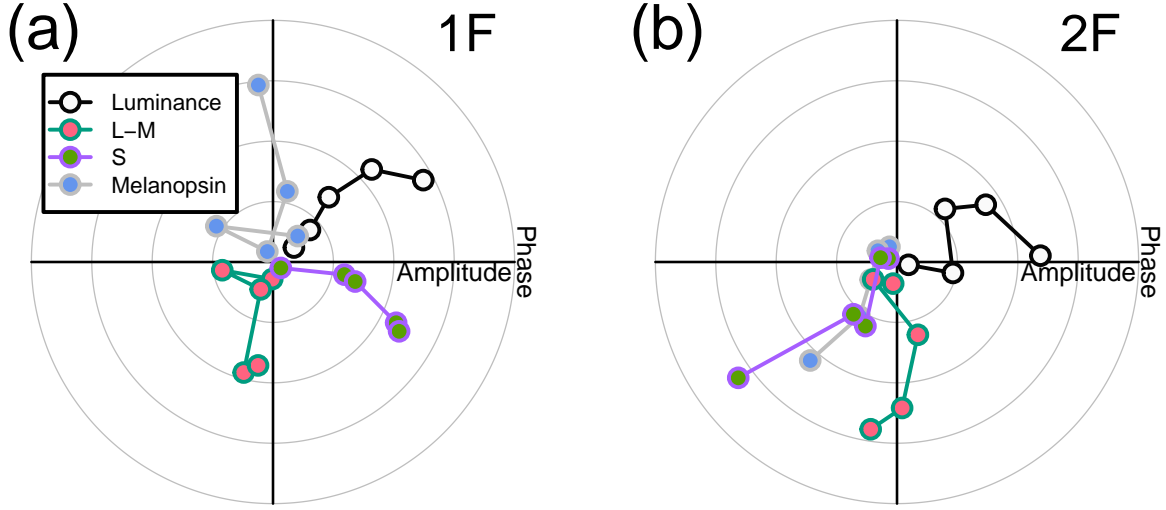 (a)
1F
Luminance
L−M
S
Melanopsin
Amplitude
Phase
(b)
2F
Amplitude
Phase